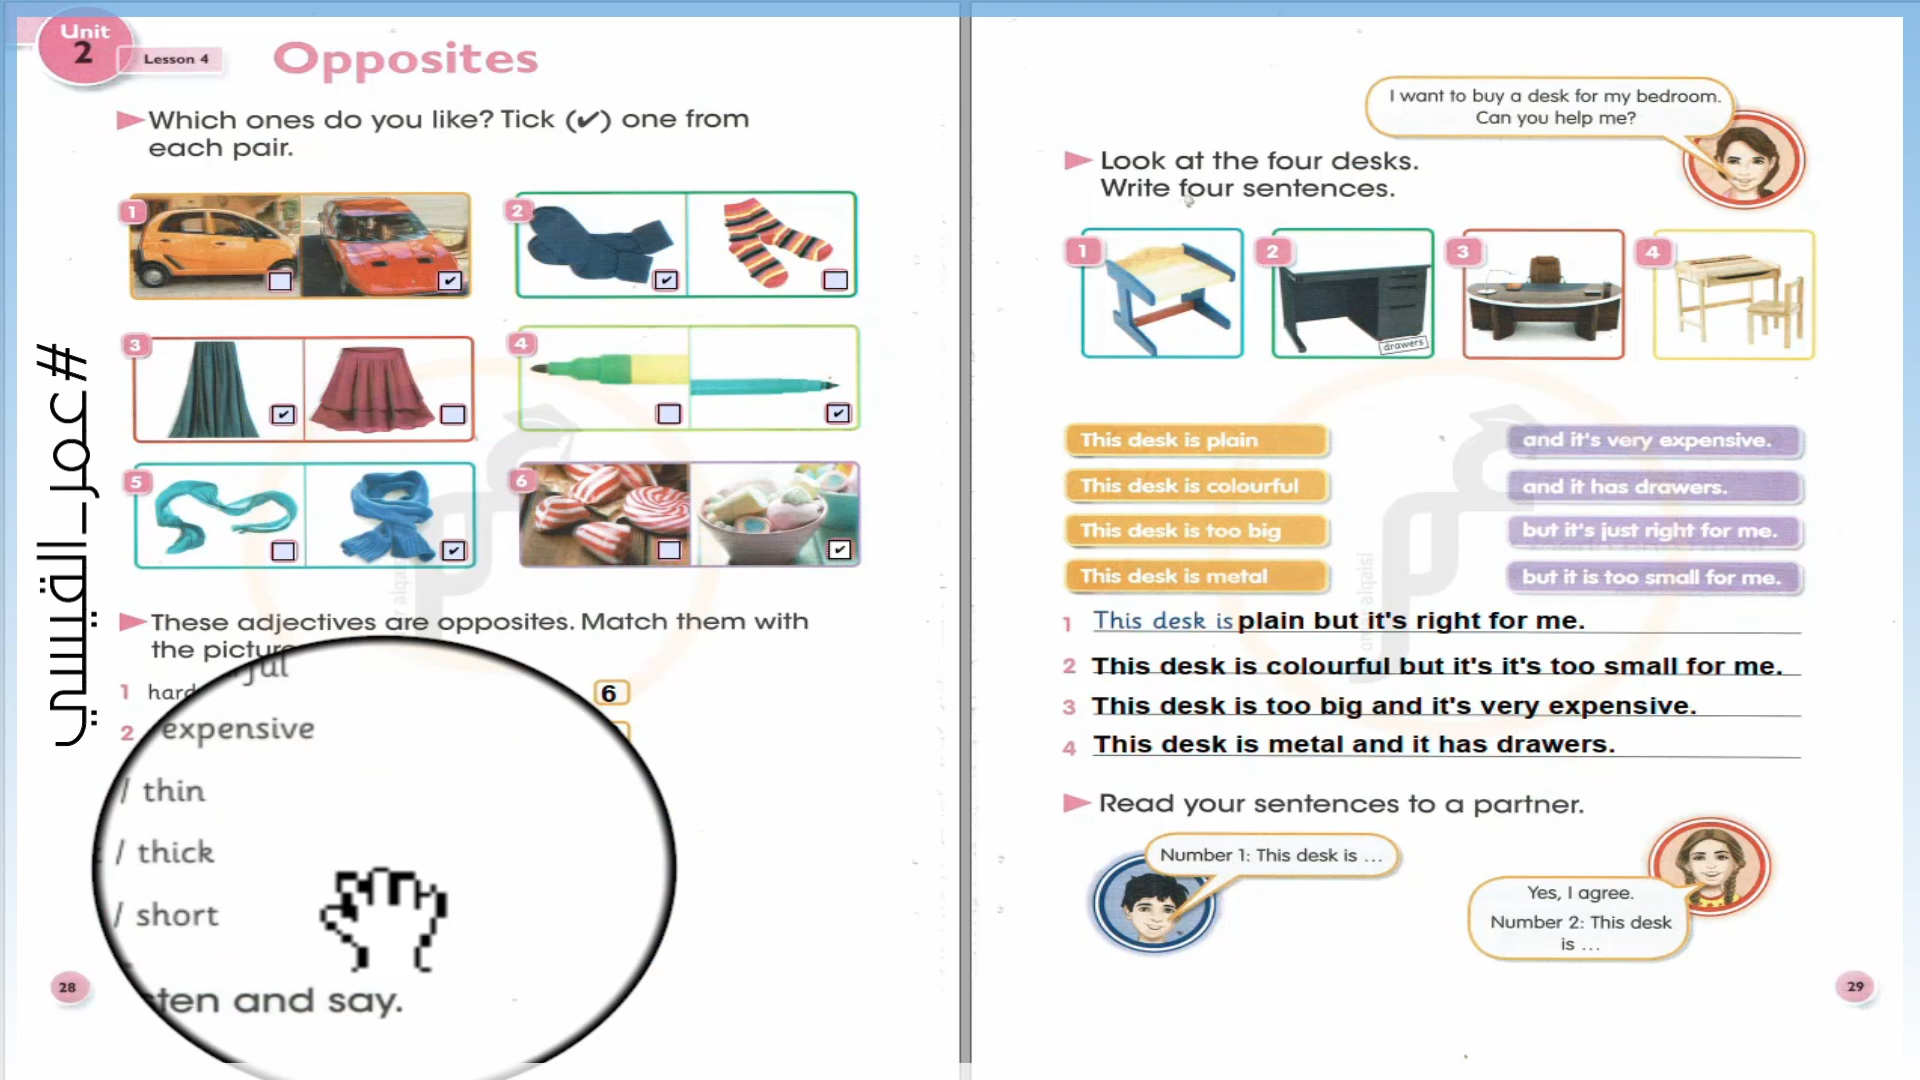 Unit
2
Lesson 4
Opposites
Which ones do you like? Tick (✔) one from
each pair.
1
2
3
4
5
6
These adjectives are opposites. Match them with
1
6
2
expensive
/ thin
/ thick
/ short
and say.
28
#عمر_القيسي
I want to buy a desk for my bedroom.
Can you help me?
Look at the four desks.
Write four sentences.
1
2
drawers
3
4
This desk is plain
and it's very expensive.
This desk is colourful
and it has drawers.
This desk is too big
but it's just right for me.
This desk is metal
but it is too small for me.
1 This desk is plain but it's right for me.
2 This desk is colourful but it's it's too small for me.
3 This desk is too big and it's very expensive.
4 This desk is metal and it has drawers.
Read your sentences to a partner.
Number 1: This desk is ...
Yes, I agree.
Number 2: This desk
is ...
29
omar alqaisi